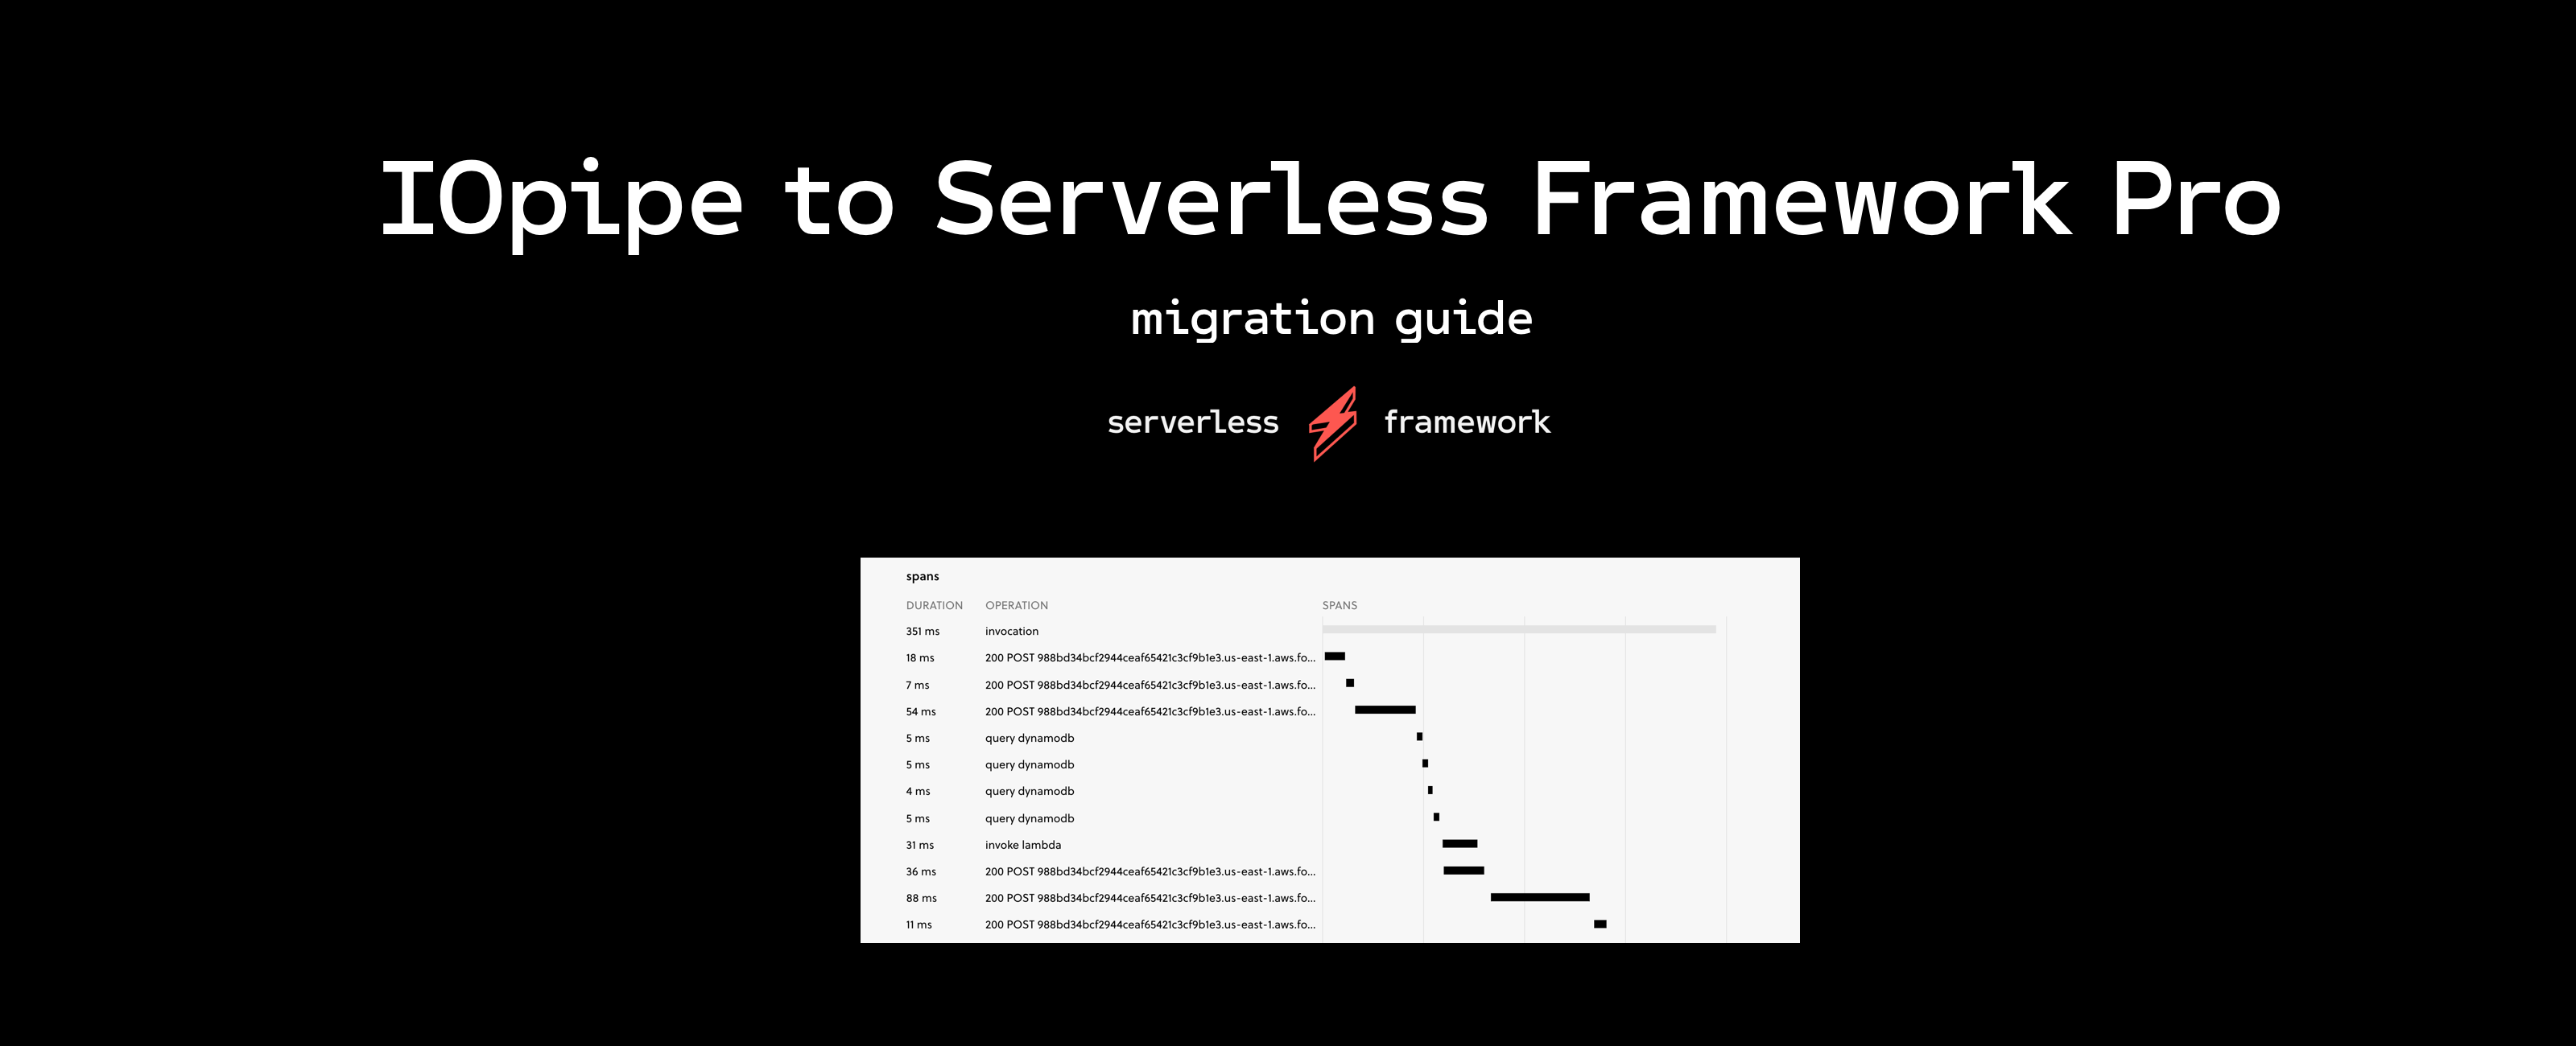 IOpipe to Serverless Framework Pro
migration guide
serverless framework
spans
DURATION OPERATION SPANS
351 ms invocation
18 ms 200 POST 988bd34bcf2944ceaf65421c3cf9b1e3.us-east-1.aws.fo...
7 ms 200 POST 988bd34bcf2944ceaf65421c3cf9b1e3.us-east-1.aws.fo...
54 ms 200 POST 988bd34bcf2944ceaf65421c3cf9b1e3.us-east-1.aws.fo...
5 ms query dynamodb
5 ms query dynamodb
4 ms query dynamodb
5 ms query dynamodb
31 ms invoke lambda
36 ms 200 POST 988bd34bcf2944ceaf65421c3cf9b1e3.us-east-1.aws.fo...
88 ms 200 POST 988bd34bcf2944ceaf65421c3cf9b1e3.us-east-1.aws.fo...
11 ms 200 POST 988bd34bcf2944ceaf65421c3cf9b1e3.us-east-1.aws.fo...